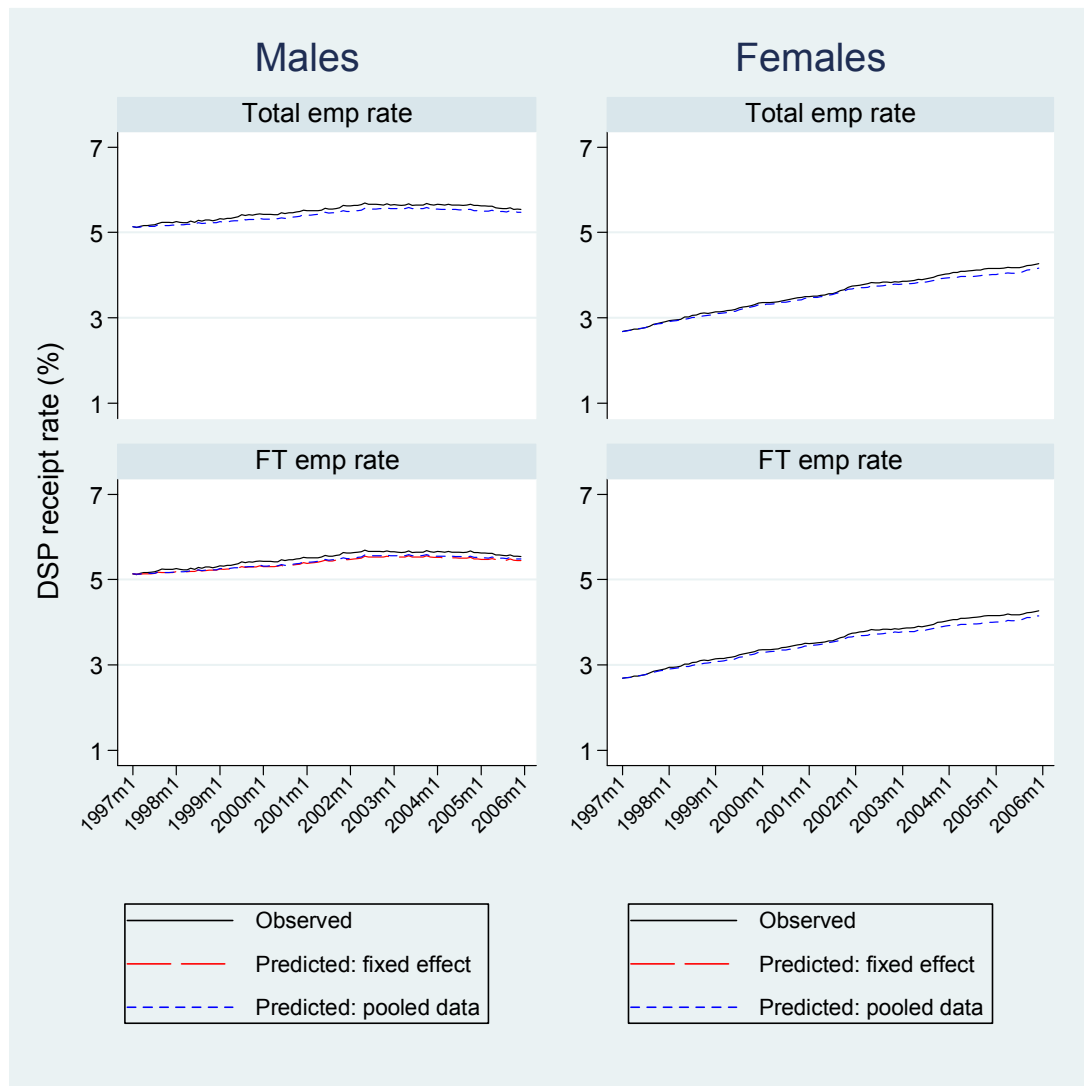 Males
Females
Total emp rate
Total emp rate
DSP receipt rate (%)
7
5
3
1
7
5
3
1
FT emp rate
FT emp rate
7
5
3
1
7
5
3
1
1997m1
1998m1
1999m1
2000m1
2001m1
2002m1
2003m1
2004m1
2005m1
2006m1
1997m1
1998m1
1999m1
2000m1
2001m1
2002m1
2003m1
2004m1
2005m1
2006m1
Observed
Predicted: fixed effect
Predicted: pooled data
Observed
Predicted: fixed effect
Predicted: pooled data